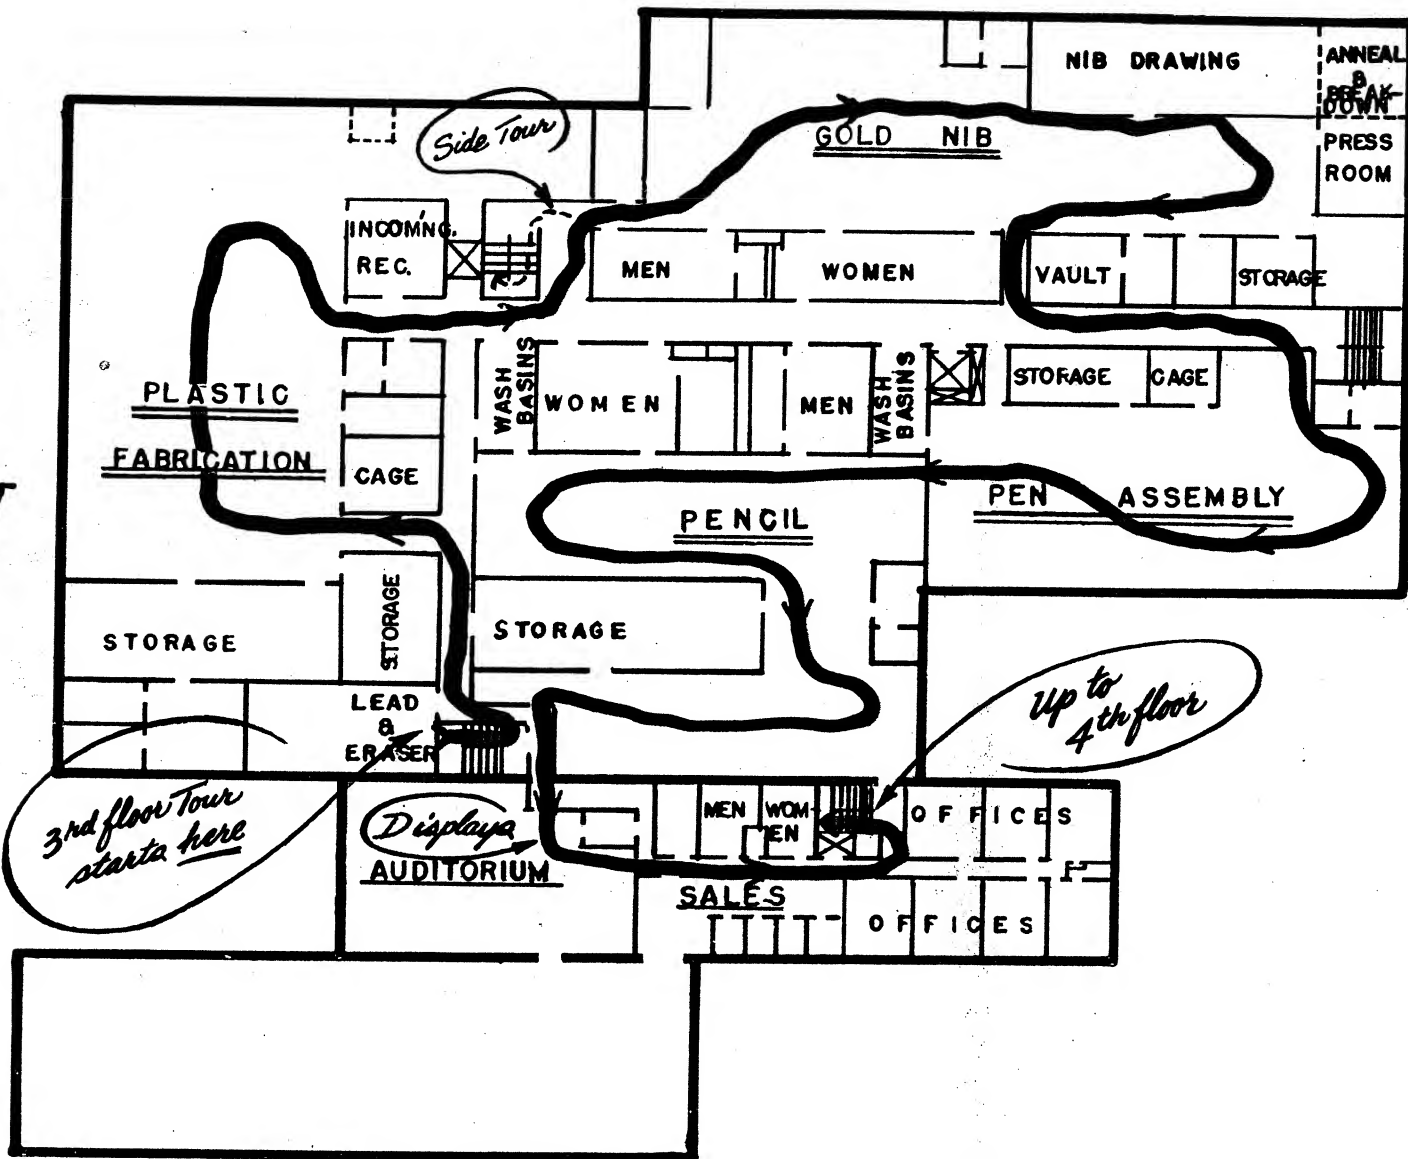 NIB DRAWING
ANNEAL
&
BREAK-
DOWN
PRESS
ROOM
Side Tour
GOLD NIB
INCOM'NG.
REC.
MEN
WOMEN
VAULT
STORAGE
WASH
BASINS
WOMEN
MEN
WASH
BASINS
STORAGE
CAGE
PLASTIC
FABRICATION
CAGE
PENCIL
PEN ASSEMBLY
STORAGE
STORAGE
STORAGE
LEAD
&
ERASER
up to
4th floor
3rd floor Tour
starts here
Displays
AUDITORIUM
MEN
WOM-
EN
OFFICES
SALES
OFFICES